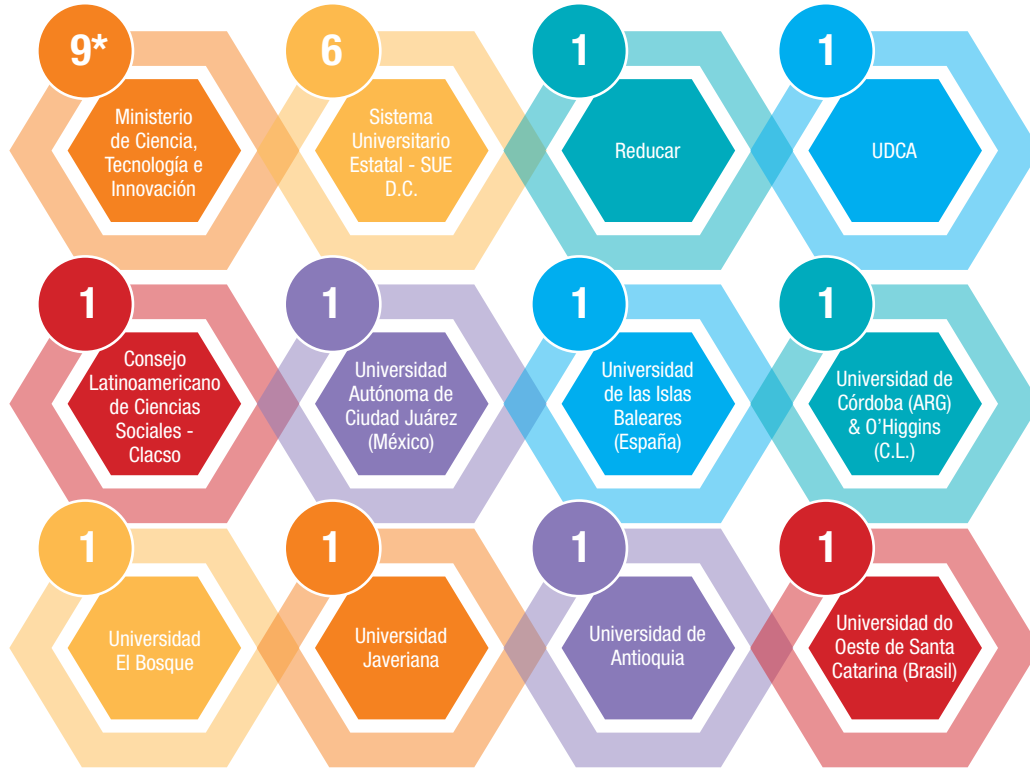 9*
Ministerio
de Ciencia,
Tecnología e
Innovación
6
Sistema
Universitario
Estatal - SUE
D.C.
1
Reducar
1
UDCA
1
Consejo
Latinoamericano
de Ciencias
Sociales -
Clacso
1
Universidad
Autónoma de
Ciudad Juárez
(México)
1
Universidad
de las Islas
Baleares
(España)
1
Universidad de
Córdoba (ARG)
& O’Higgins
(C.L.)
1
Universidad
El Bosque
1
Universidad
Javeriana
1
Universidad de
Antioquia
1
Universidad do
Oeste de Santa
Catarina (Brasil)